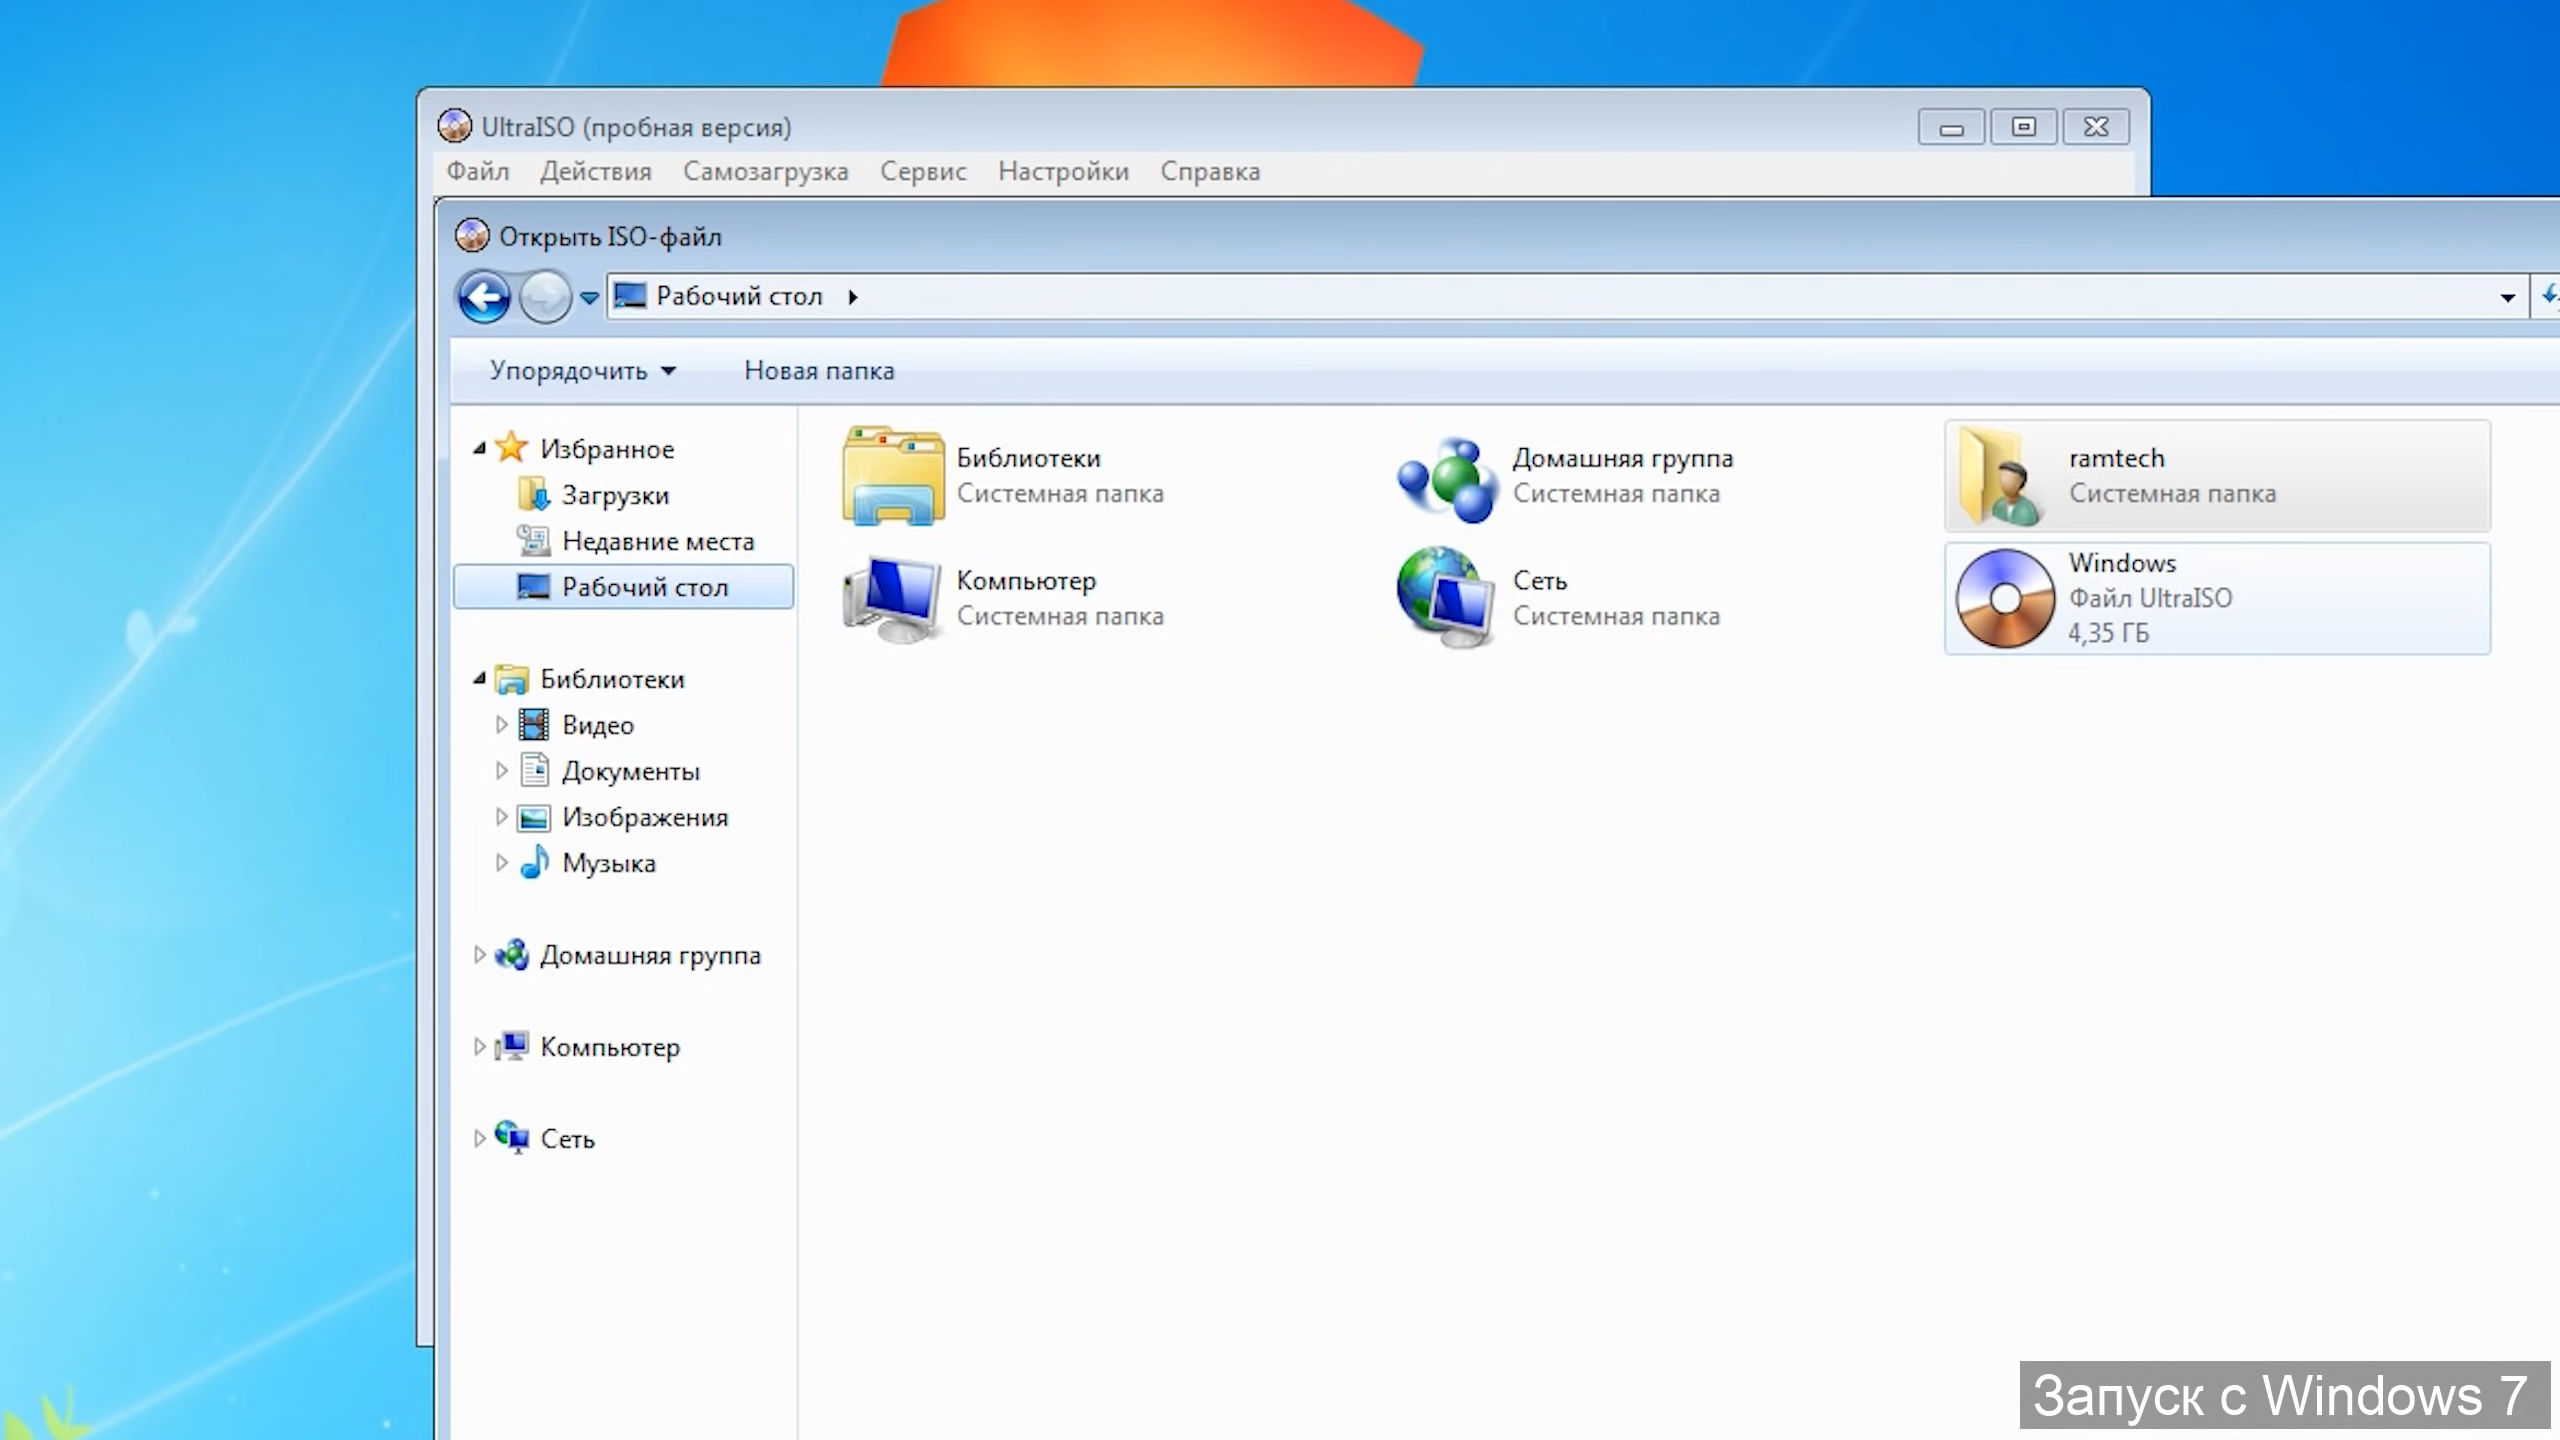 UltraISO (пробная версия)
Файл Действия Самозагрузка Сервис Настройки Справка
Открыть ISO-файл
Рабочий стол
Упорядочить Новая папка
Избранное
Загрузки
Недавние места
Рабочий стол
Библиотеки
Видео
Документы
Изображения
Музыка
Домашняя группа
Компьютер
Сеть
Библиотеки
Системная папка
Домашняя группа
Системная папка
ramtech
Системная папка
Компьютер
Системная папка
Сеть
Системная папка
Windows
Файл UltraISO
4,35 ГБ
Запуск с Windows 7